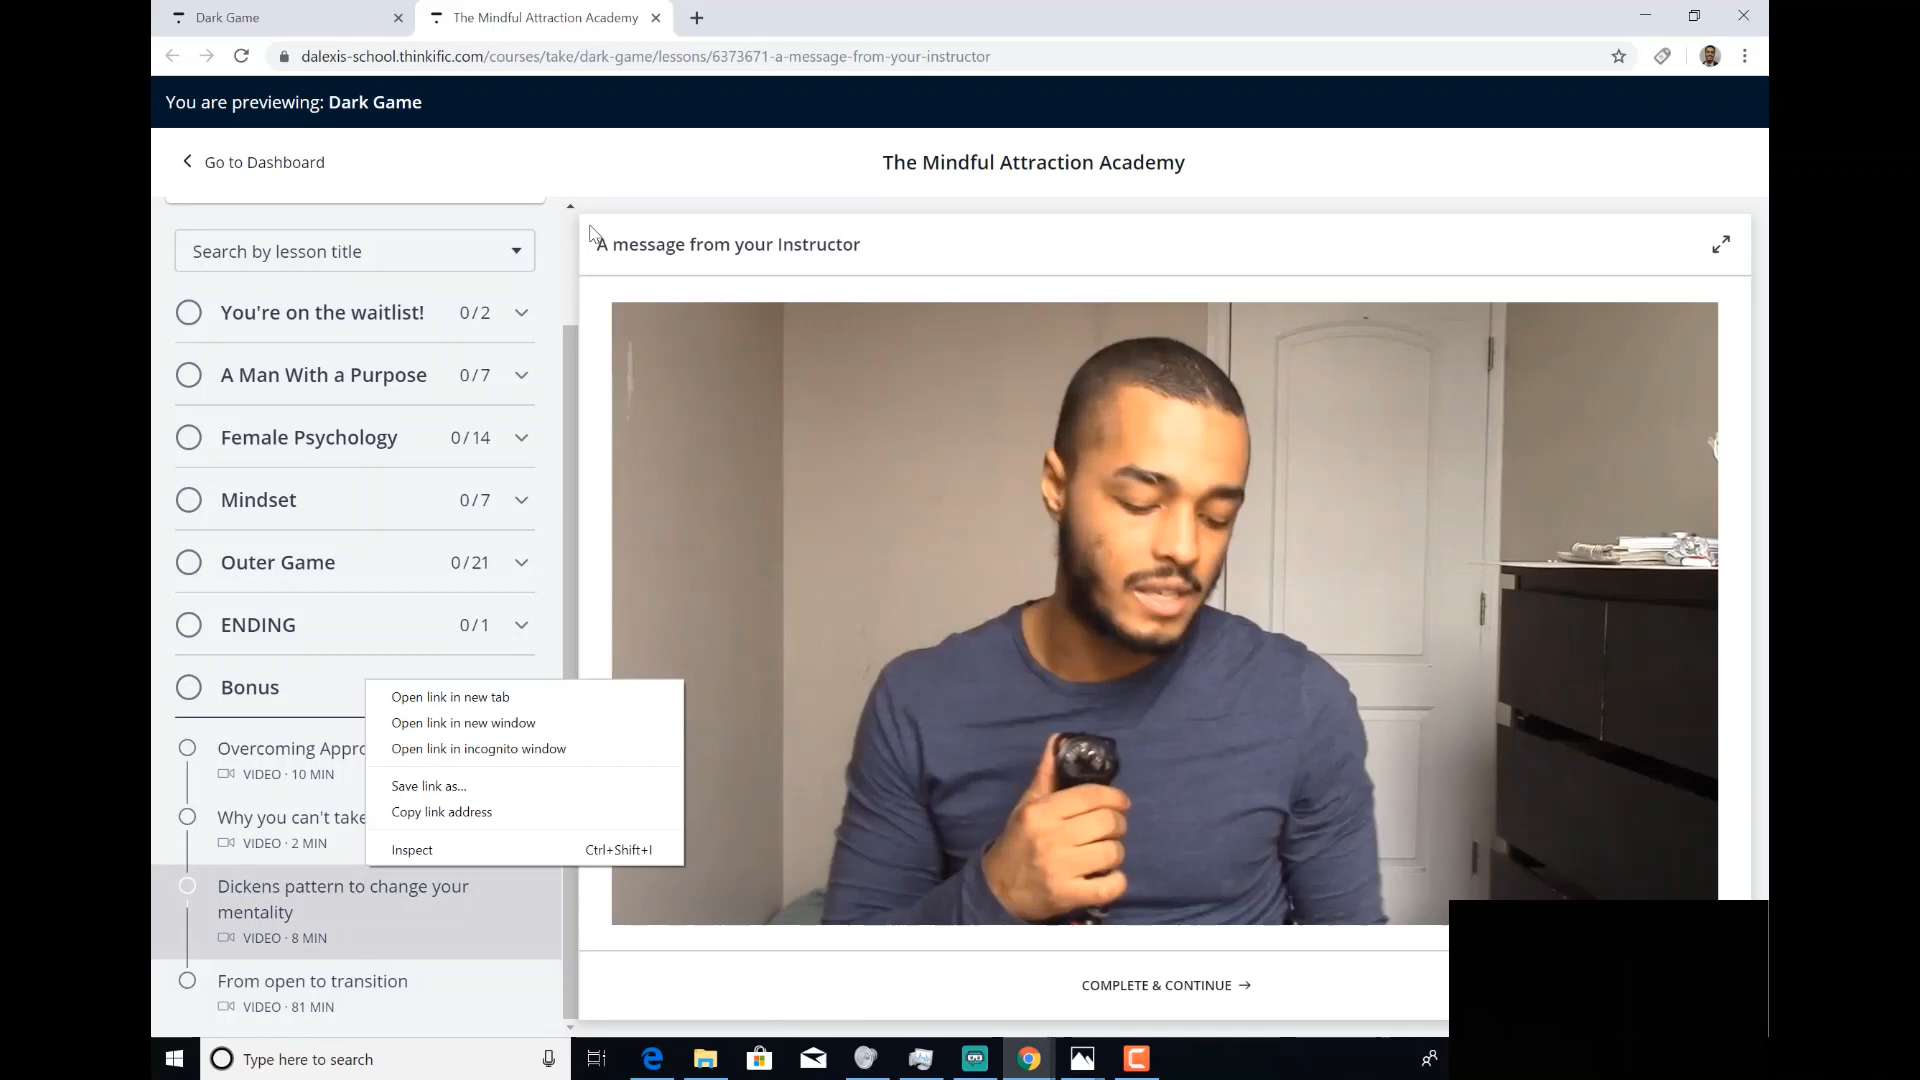 Dark Game
The Mindful Attraction Academy
dalexis-school.thinkific.com/courses/take/dark-game/lessons/6373671-a-message-from-your-instructor
You are previewing: Dark Game
Go to Dashboard
The Mindful Attraction Academy
Search by lesson title
You're on the waitlist! 0/2
A Man With a Purpose 0/7
Female Psychology 0/14
Mindset 0/7
Outer Game 0/21
ENDING 0/1
Bonus
Overcoming Appro
VIDEO · 10 MIN
Why you can't take
VIDEO · 2 MIN
Dickens pattern to change your
mentality
VIDEO · 8 MIN
From open to transition
VIDEO · 81 MIN
Open link in new tab
Open link in new window
Open link in incognito window
Save link as...
Copy link address
Inspect Ctrl+Shift+I
A message from your Instructor
COMPLETE & CONTINUE →
Type here to search